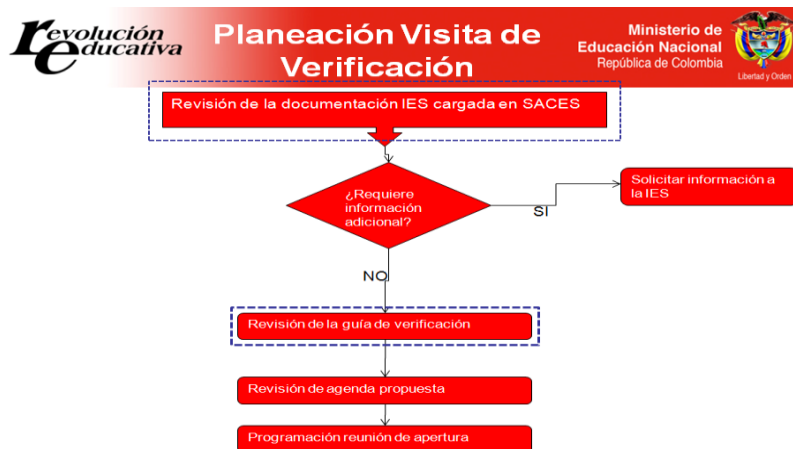 revolución
educativa
Planeación Visita de
Verificación
Ministerio de
Educación Nacional
República de Colombia
Libertad y Orden
Revisión de la documentación IES cargada en SACES
¿Requiere
información
adicional?
SI
Solicitar información a
la IES
NO
Revisión de la guía de verificación
Revisión de agenda propuesta
Programación reunión de apertura